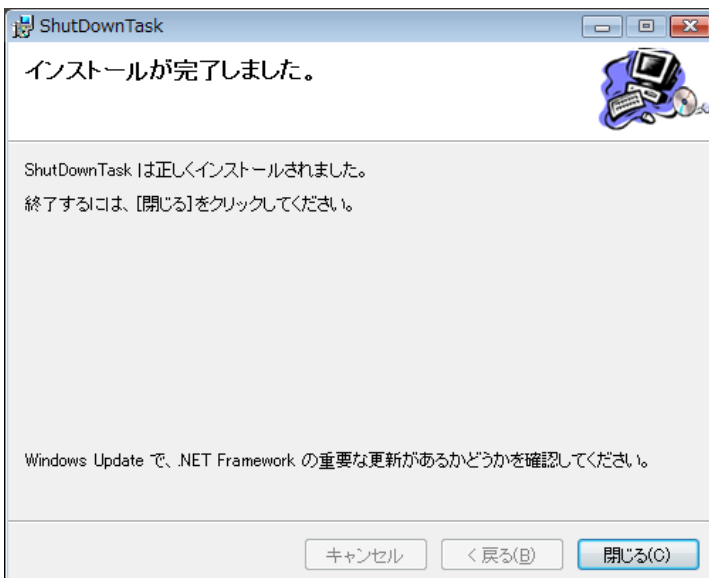 ShutDownTask
インストールが完了しました。
ShutDownTask は正しくインストールされました。
終了するには、[閉じる]をクリックしてください。
Windows Update で、.NET Framework の重要な更新があるかどうかを確認してください。
キャンセル
< 戻る(B)
閉じる(C)